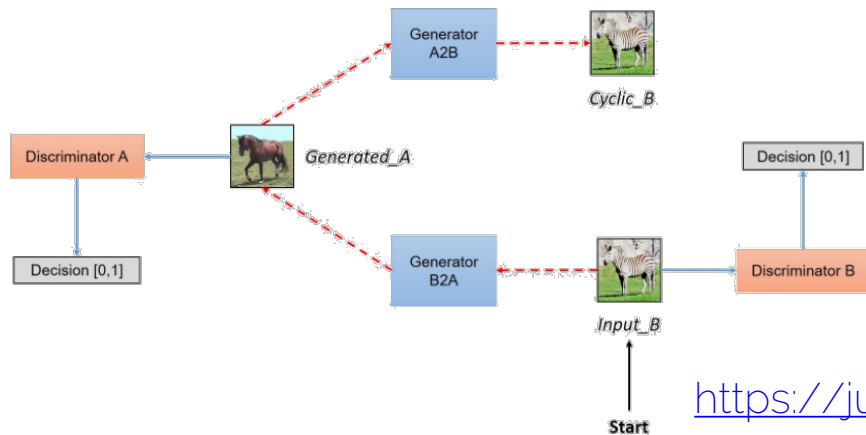 Generator
A2B
Cyclic_B
Discriminator A
Generated_A
Decision [0,1]
Decision [0,1]
Generator
B2A
Discriminator B
Input_B
Start
https://ju